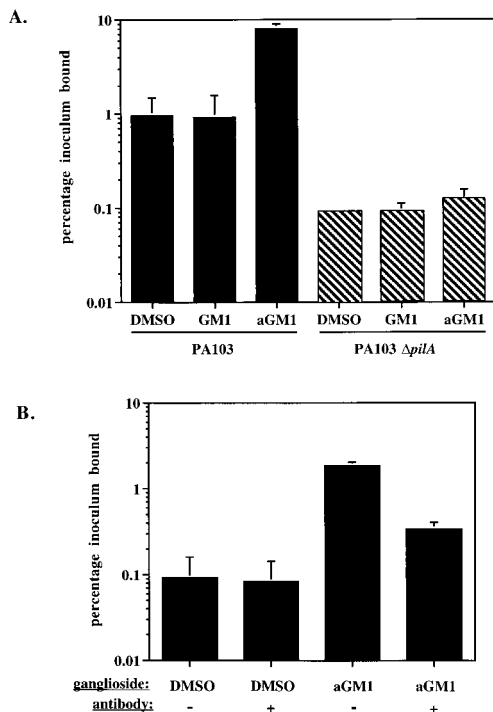 A.
percentage inoculum bound
10
1
0.1
0.01
DMSO GM1 aGM1 DMSO GM1 aGM1
PA103 PA103 ΔpilA
B.
percentage inoculum bound
10
1
0.1
0.01
ganglioside: DMSO DMSO aGM1 aGM1
antibody: - + - +